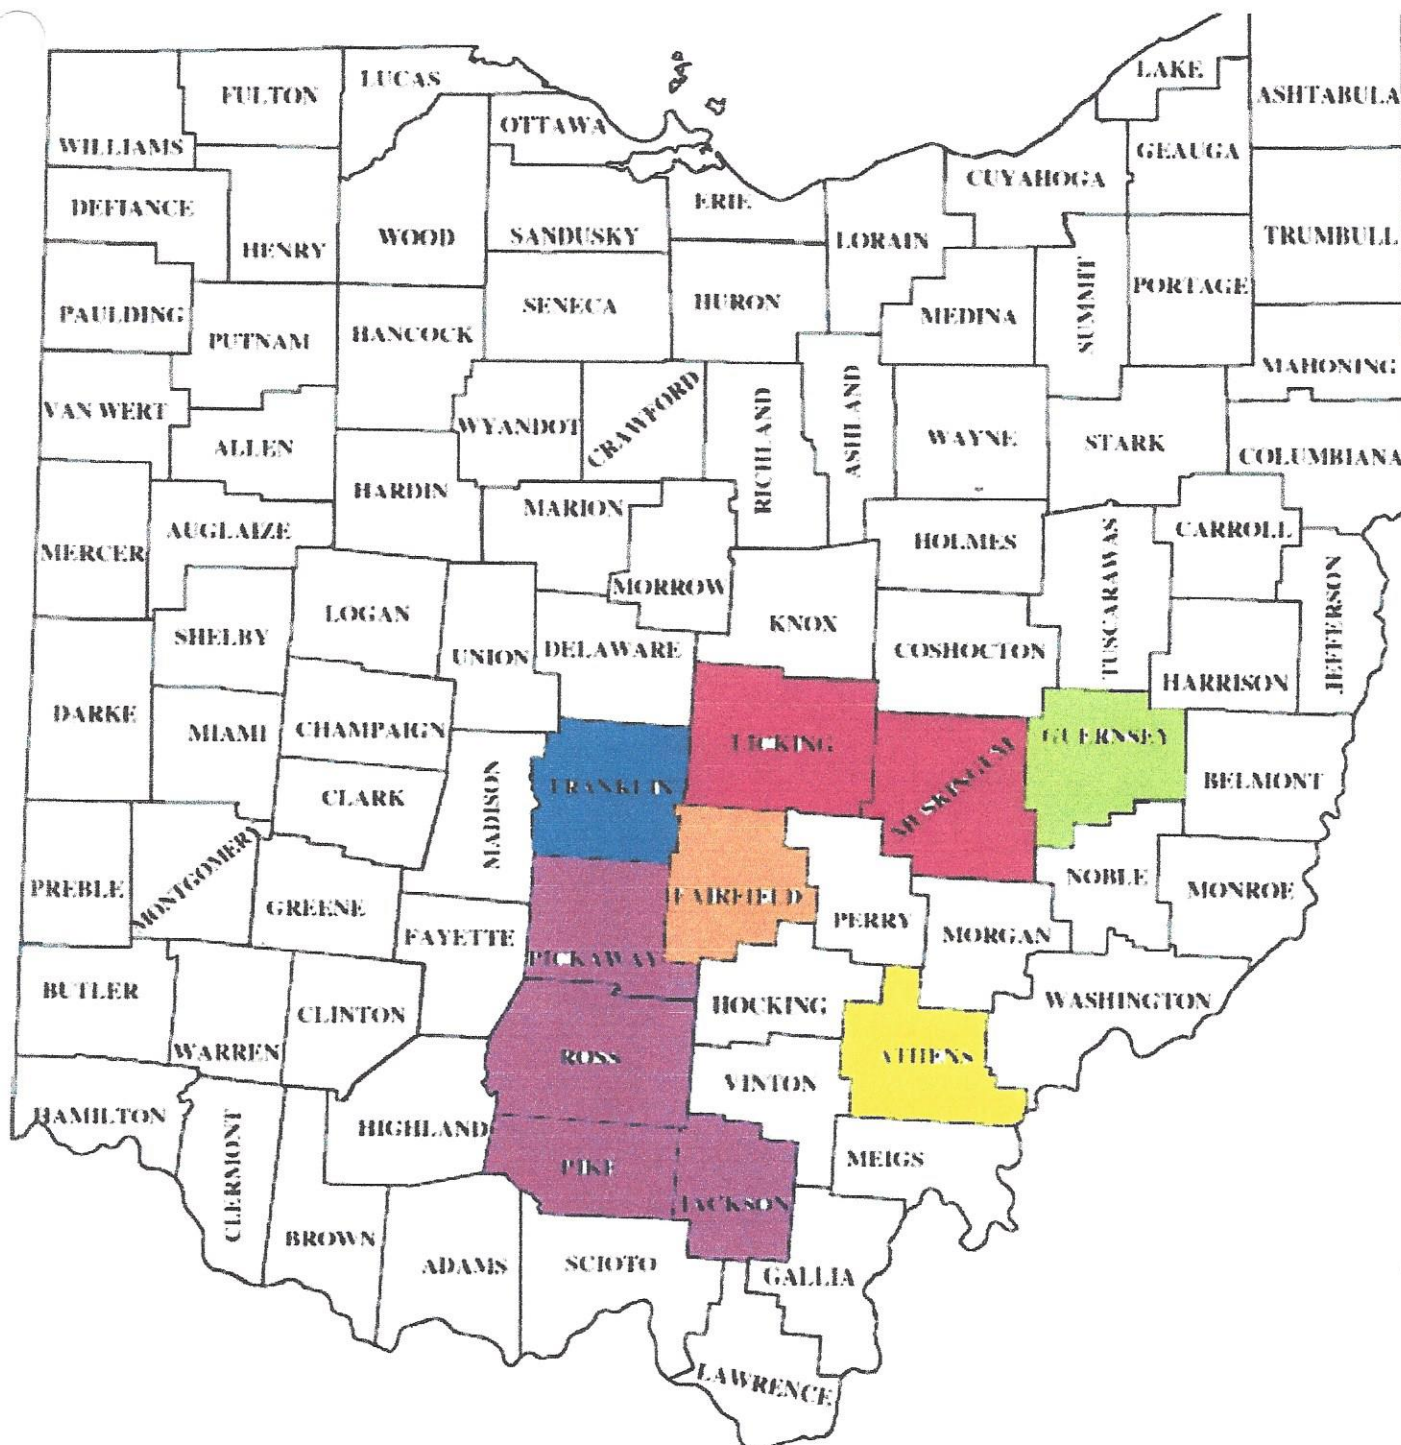 LAKE
LUCAS
FULTON
ASHTABULA
OTTAWA
WILLIAMS
GEAUGA
CUYAHOGA
DEFIANCE
ERIE
WOOD
SANDUSKY
LORAIN
TRUMBULL
HENRY
PORTAGE
SUMMIT
SENECA
HURON
PAULDING
MEDINA
PUTNAM
HANCOCK
MAHONING
VAN WERT
WYANDOT
CRAWFORD
RICHLAND
ASHLAND
WAYNE
STARK
ALLEN
COLUMBIANA
HARDIN
MARION
AUGLAIZE
CARROLL
MERCER
HOLMES
TUSCARAWAS
MORROW
JEFFERSON
LOGAN
KNOX
SHELBY
UNION
DELAWARE
COSHOCTON
HARRISON
DARKE
MIAMI
CHAMPAIGN
LICKING
GUERNSEY
BELMONT
FRANKLIN
MUSKINGUM
CLARK
MADISON
PREBLE
MONTGOMERY
GREENE
FAIRFIELD
NOBLE
MONROE
PERRY
FAYETTE
MORGAN
PICKAWAY
BUTLER
HOCKING
WASHINGTON
CLINTON
WARREN
ROSS
ATHENS
VINTON
HAMILTON
HIGHLAND
CLERMONT
PIKE
MEIGS
JACKSON
BROWN
ADAMS
SCIOTO
GALLIA
LAWRENCE